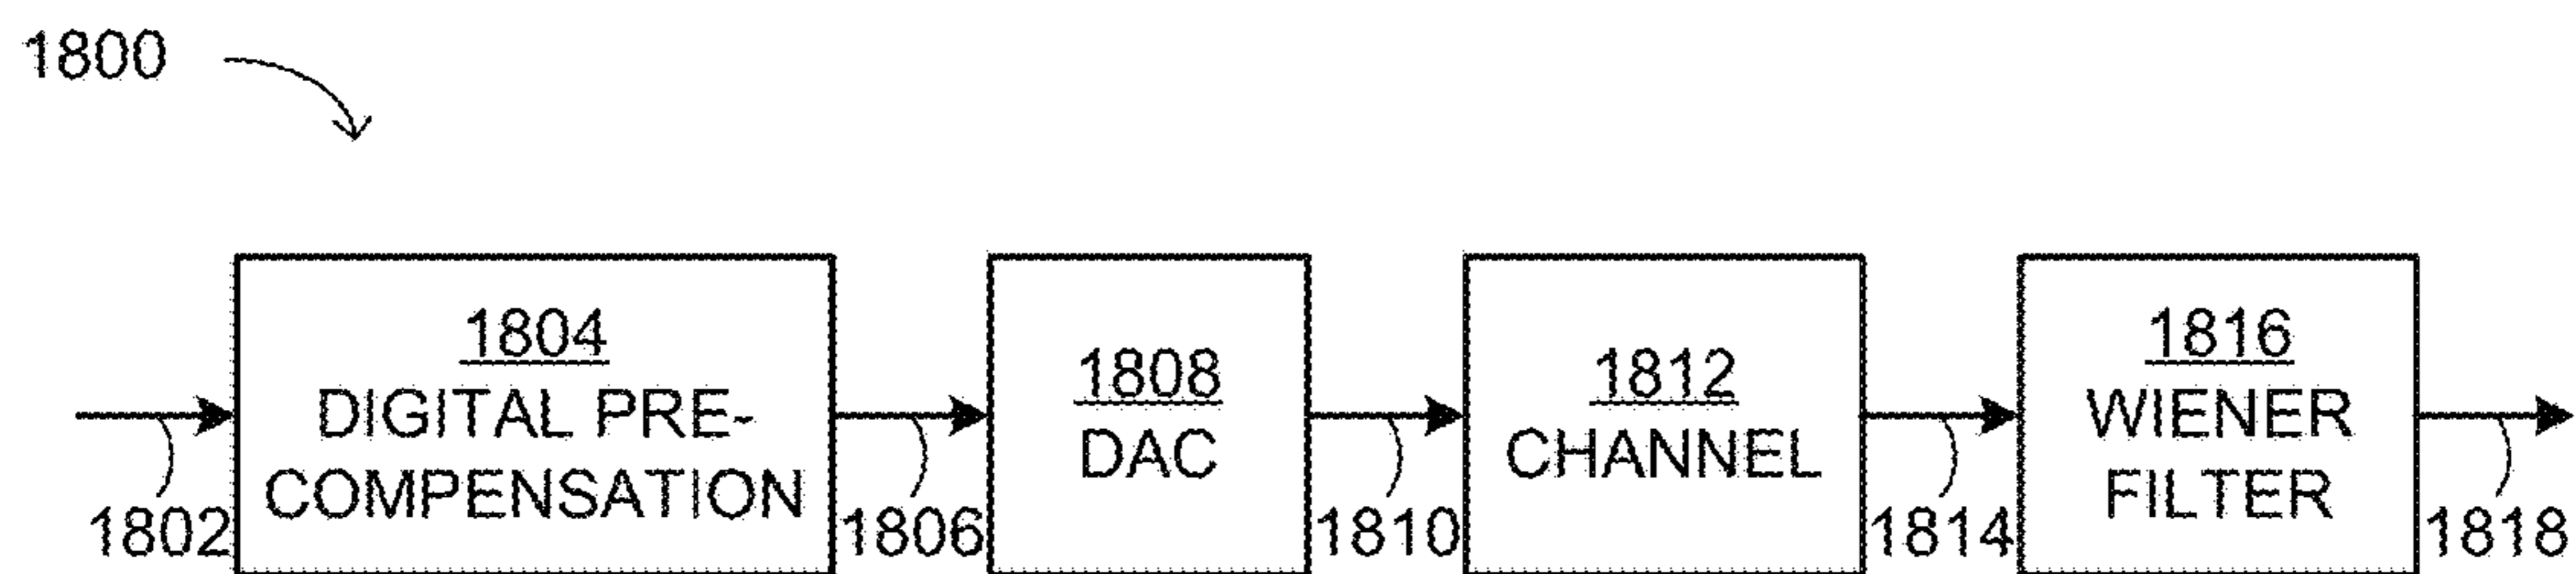 1800
1804
DIGITAL PRE-
COMPENSATION
1808
DAC
1812
CHANNEL
1816
WIENER
FILTER
1802
1806
1810
1814
1818